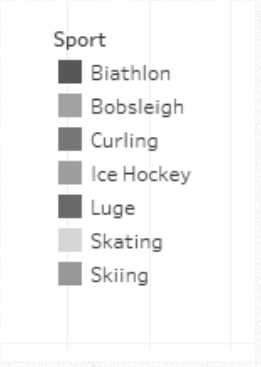 Sport
Biathlon
Bobsleigh
Curling
Ice Hockey
Luge
Skating
Skiing